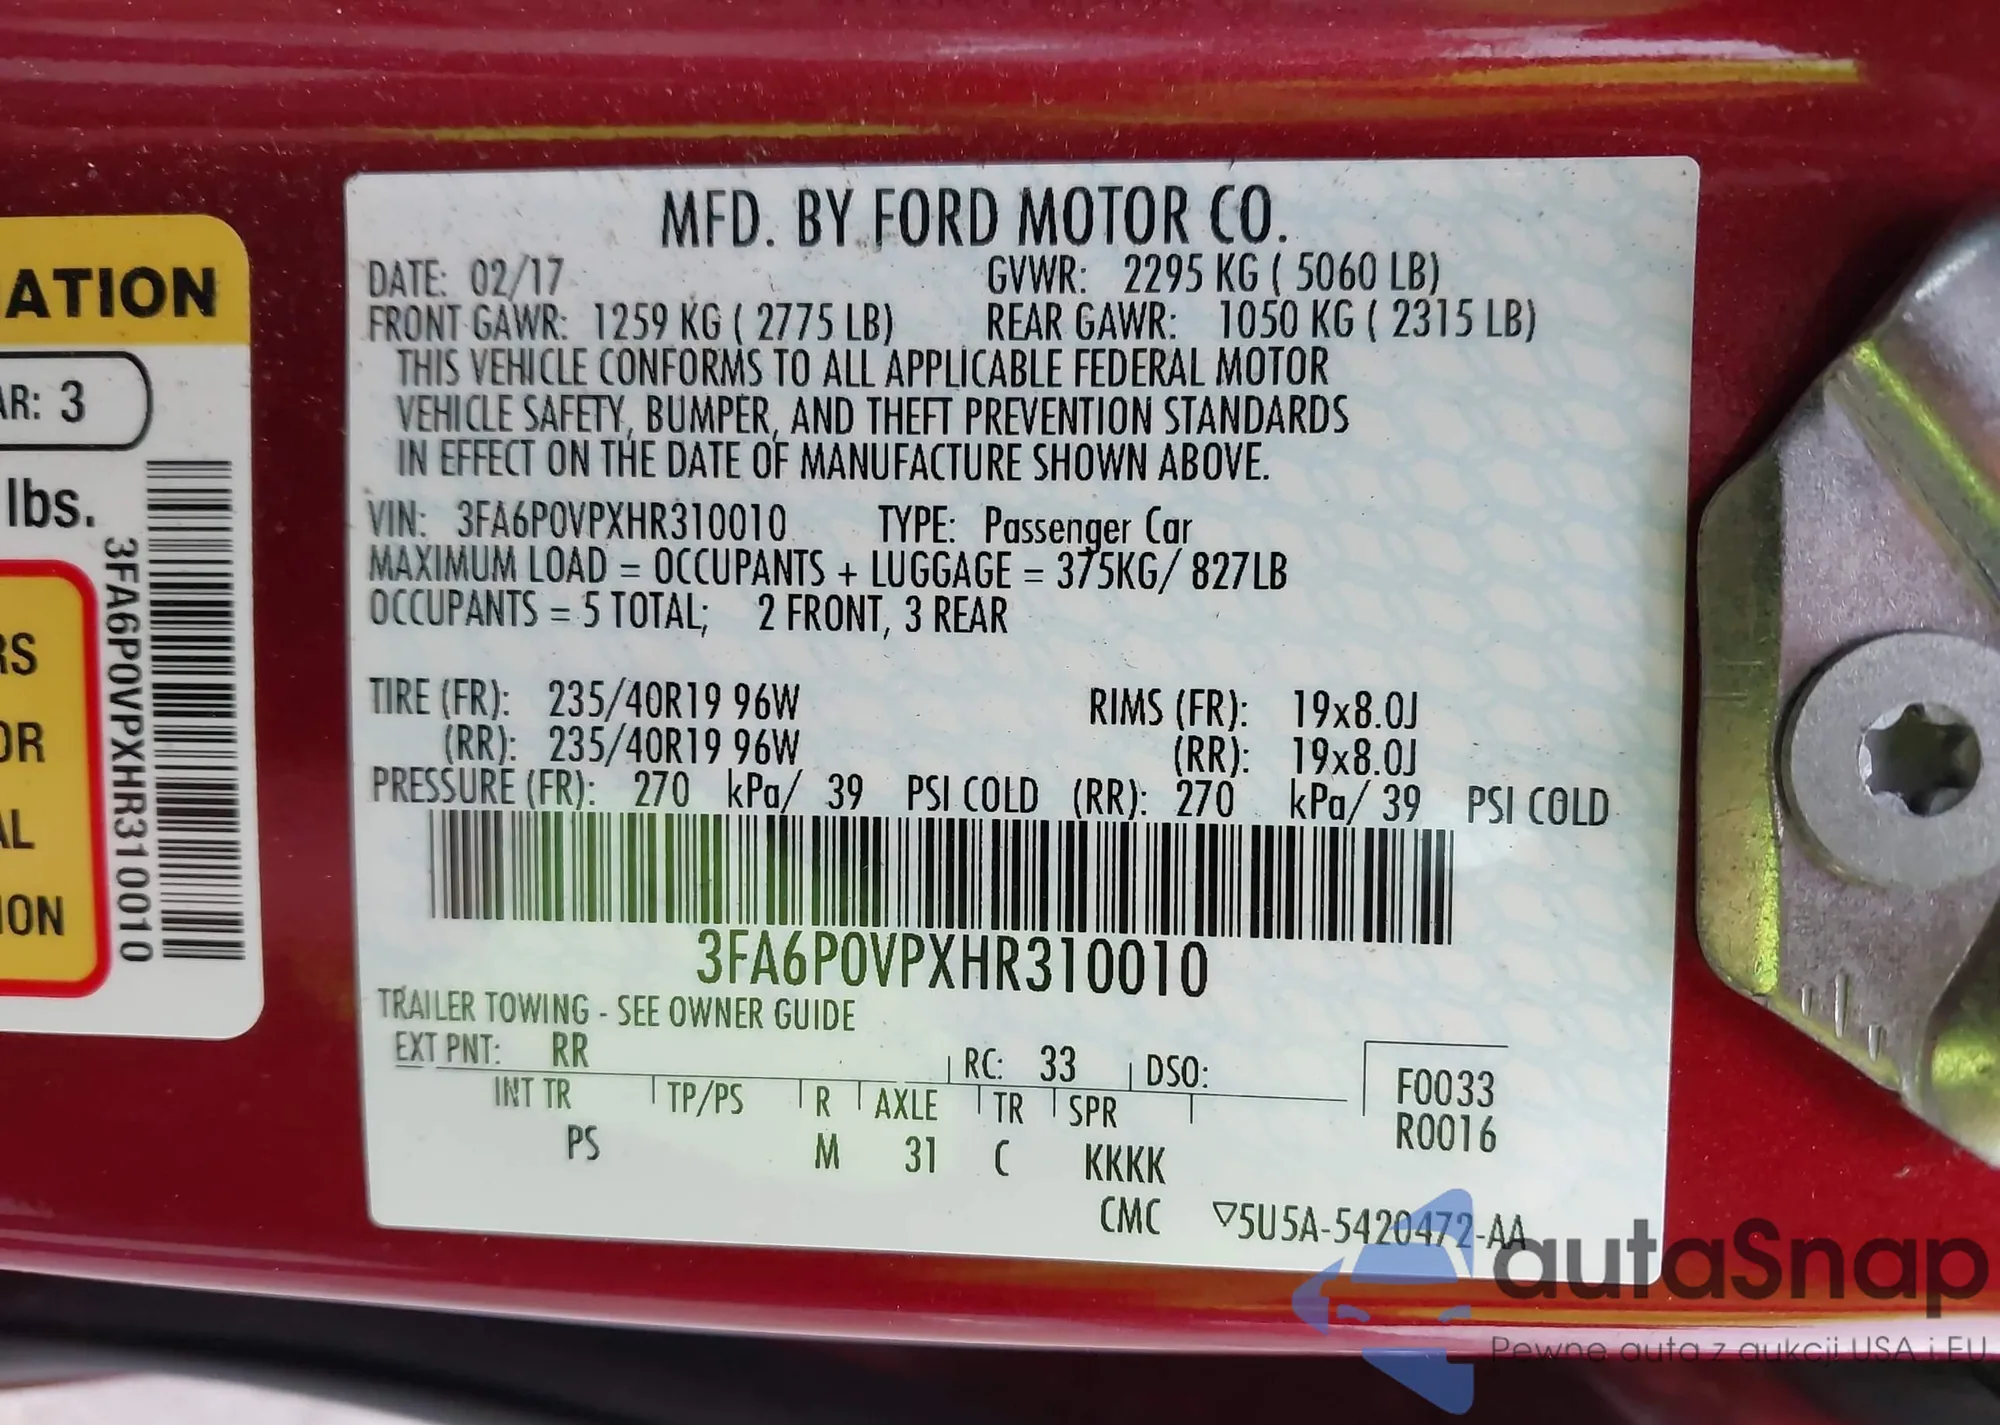 ATION
AR: 3
lbs.
3FA6P0VPXHR310010
RS
OR
AL
ION
MFD. BY FORD MOTOR CO.
DATE: 02/17 GVWR: 2295 KG ( 5060 LB)
FRONT GAWR: 1259 KG ( 2775 LB) REAR GAWR: 1050 KG ( 2315 LB)
THIS VEHICLE CONFORMS TO ALL APPLICABLE FEDERAL MOTOR
VEHICLE SAFETY, BUMPER, AND THEFT PREVENTION STANDARDS
IN EFFECT ON THE DATE OF MANUFACTURE SHOWN ABOVE.
VIN: 3FA6P0VPXHR310010 TYPE: Passenger Car
MAXIMUM LOAD = OCCUPANTS + LUGGAGE = 375KG/ 827LB
OCCUPANTS = 5 TOTAL; 2 FRONT, 3 REAR
TIRE (FR): 235/40R19 96W RIMS (FR): 19x8.0J
(RR): 235/40R19 96W (RR): 19x8.0J
PRESSURE (FR): 270 kPa/ 39 PSI COLD (RR): 270 kPa/ 39 PSI COLD
3FA6P0VPXHR310010
TRAILER TOWING - SEE OWNER GUIDE
EXT PNT: RR RC: 33 DSO:
INT TR TP/PS R AXLE TR SPR
PS M 31 C KKKK
F0033
R0016
CMC ▽5U5A-5420472-AA
autaSnap
Pewne auta z aukcji USA i EU